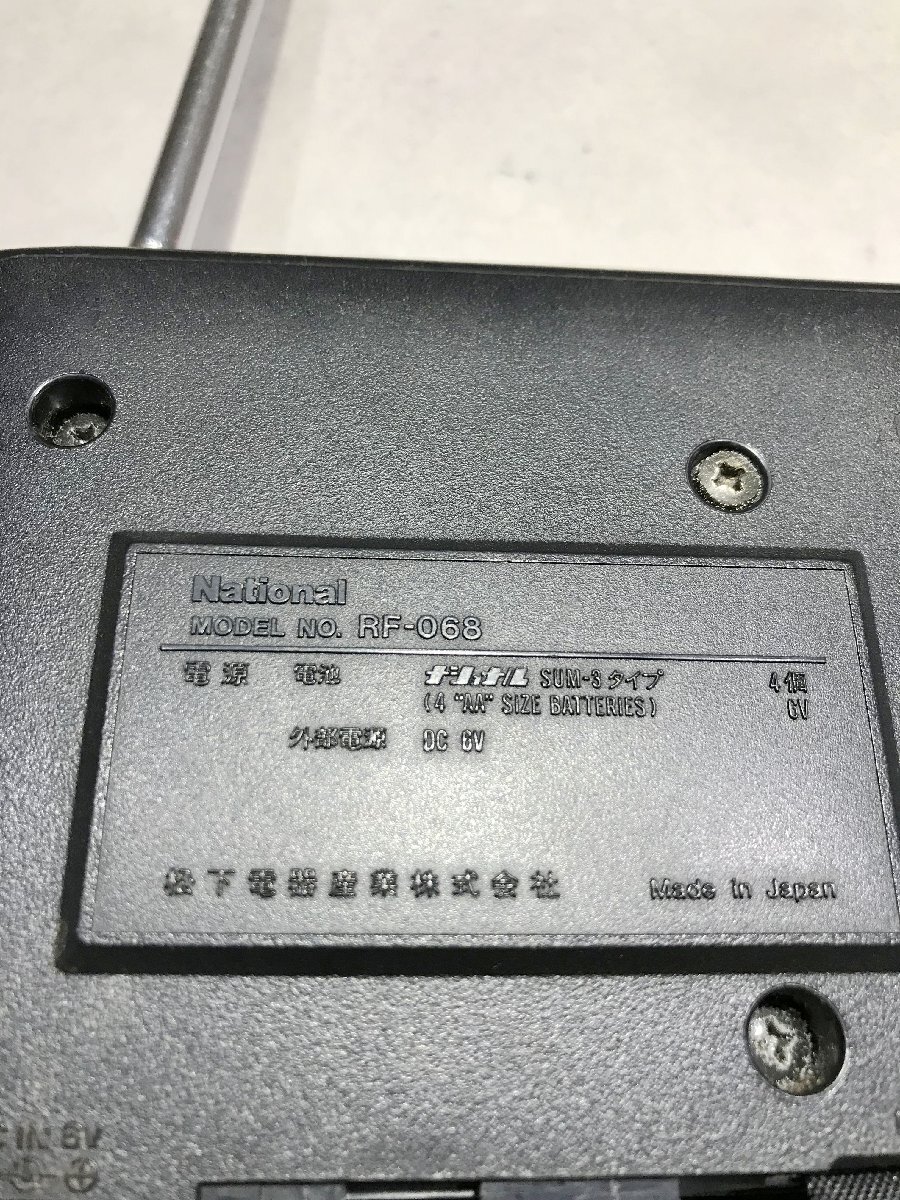 National
MODEL NO. RF-068
電源 電池 ナショナル SUM-3タイプ 4個
(4 "AA" SIZE BATTERIES) 6V
外部電源 DC 6V
松下電器産業株式会社 Made in Japan
IN 6V